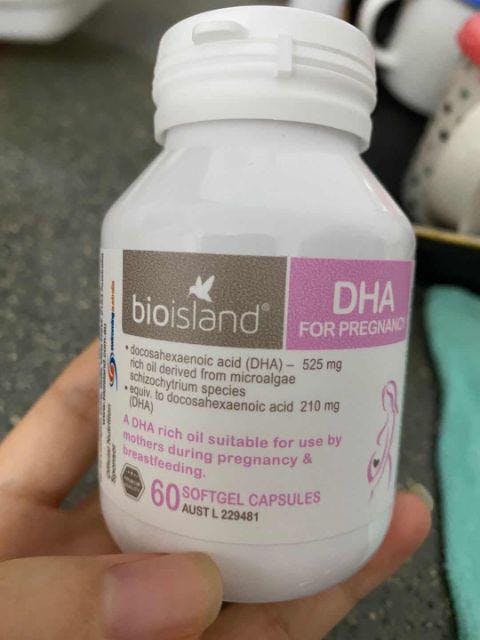 bioisland®
DHA
FOR PREGNANCY
• docosahexaenoic acid (DHA) – 525 mg
rich oil derived from microalgae
schizochytrium species
• equiv. to docosahexaenoic acid 210 mg
(DHA)
A DHA rich oil suitable for use by
mothers during pregnancy &
breastfeeding.
60 SOFTGEL CAPSULES
AUST L 229481
Official Nutrition